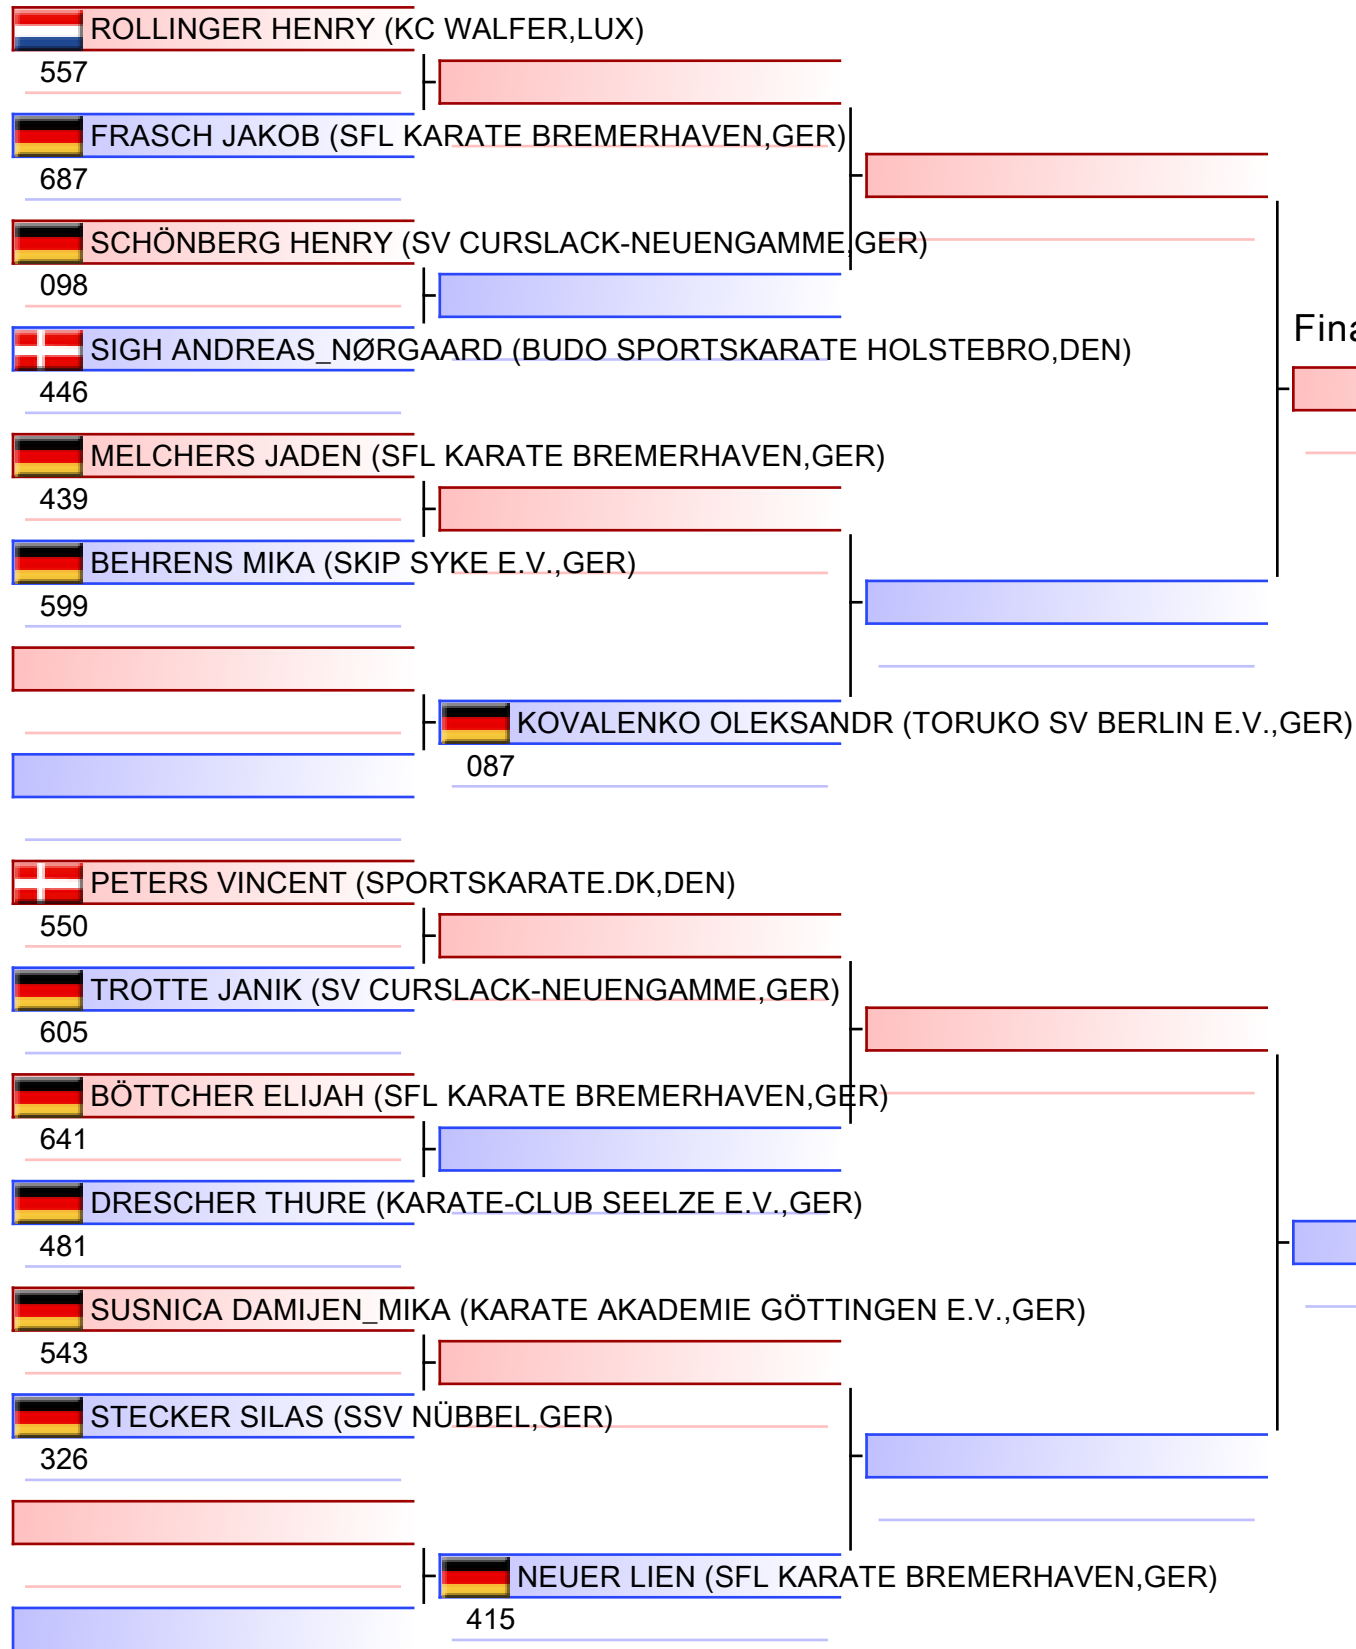 ROLLINGER HENRY (KC WALFER,LUX)
557
FRASCH JAKOB (SFL KARATE BREMERHAVEN,GER)
687
SCHÖNBERG HENRY (SV CURSLACK-NEUENGAMME,GER)
098
SIGH ANDREAS_NØRGAARD (BUDO SPORTSKARATE HOLSTEBRO,DEN)
446
Fina
MELCHERS JADEN (SFL KARATE BREMERHAVEN,GER)
439
BEHRENS MIKA (SKIP SYKE E.V.,GER)
599
KOVALENKO OLEKSANDR (TORUKO SV BERLIN E.V.,GER)
087
PETERS VINCENT (SPORTSKARATE.DK,DEN)
550
TROTTE JANIK (SV CURSLACK-NEUENGAMME,GER)
605
BÖTTCHER ELIJAH (SFL KARATE BREMERHAVEN,GER)
641
DRESCHER THURE (KARATE-CLUB SEELZE E.V.,GER)
481
SUSNICA DAMIJEN_MIKA (KARATE AKADEMIE GÖTTINGEN E.V.,GER)
543
STECKER SILAS (SSV NÜBBEL,GER)
326
NEUER LIEN (SFL KARATE BREMERHAVEN,GER)
415